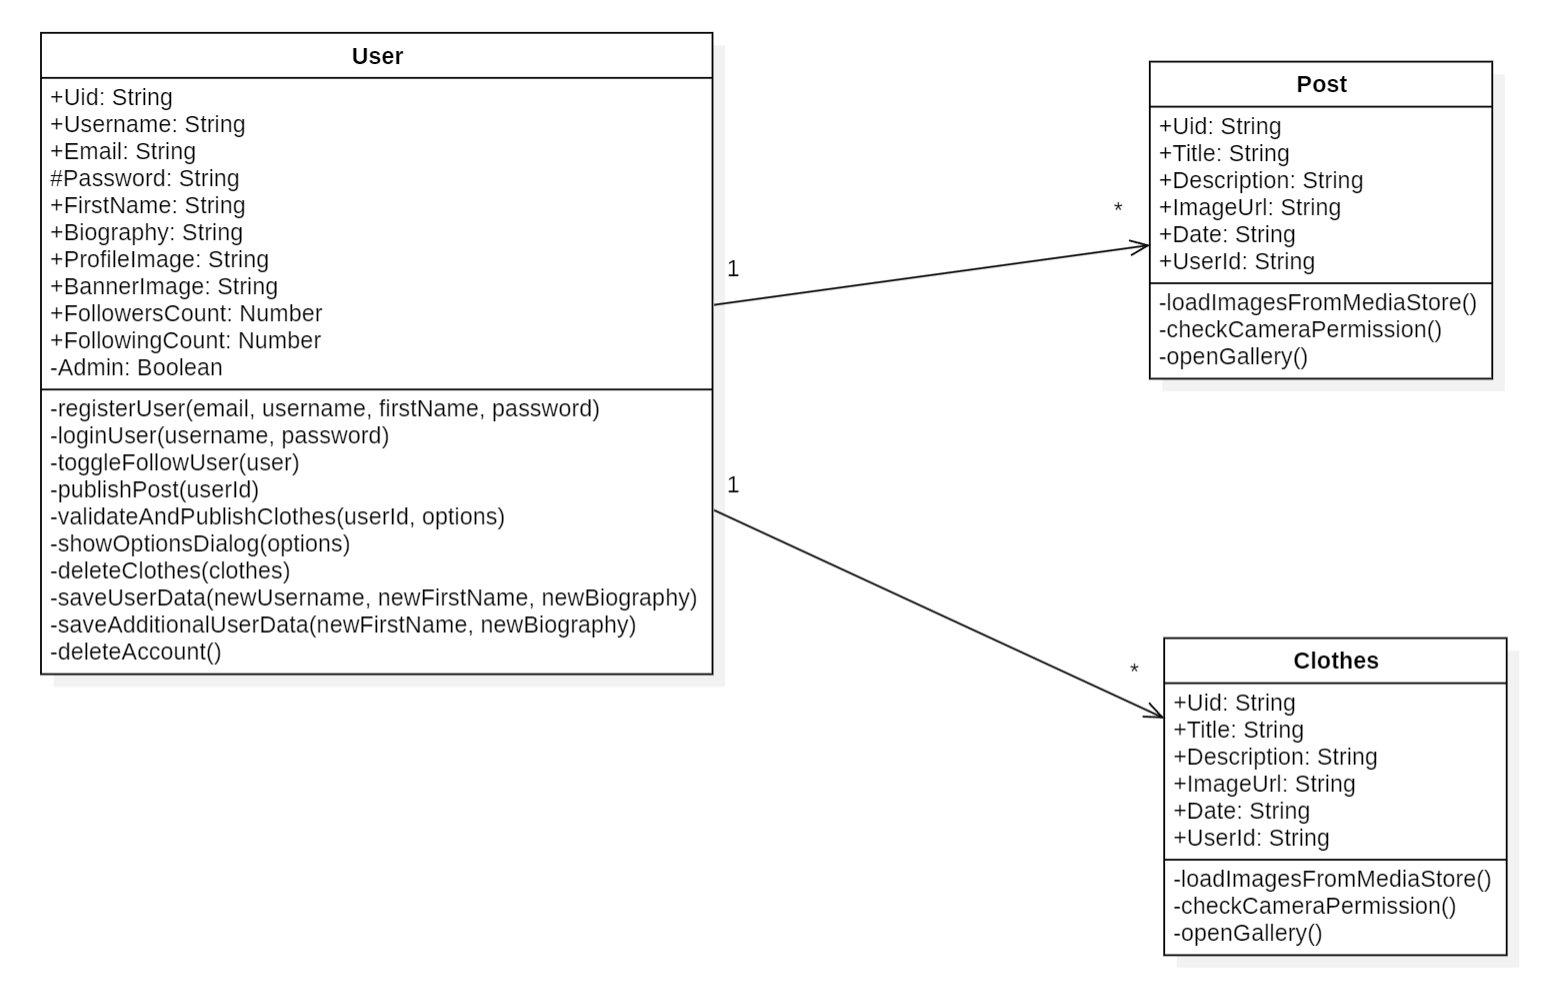 User
+Uid: String
+Username: String
+Email: String
#Password: String
+FirstName: String
+Biography: String
+ProfileImage: String
+BannerImage: String
+FollowersCount: Number
+FollowingCount: Number
-Admin: Boolean
-registerUser(email, username, firstName, password)
-loginUser(username, password)
-toggleFollowUser(user)
-publishPost(userId)
-validateAndPublishClothes(userId, options)
-showOptionsDialog(options)
-deleteClothes(clothes)
-saveUserData(newUsername, newFirstName, newBiography)
-saveAdditionalUserData(newFirstName, newBiography)
-deleteAccount()
1
*
Post
+Uid: String
+Title: String
+Description: String
+ImageUrl: String
+Date: String
+UserId: String
-loadImagesFromMediaStore()
-checkCameraPermission()
-openGallery()
1
*
Clothes
+Uid: String
+Title: String
+Description: String
+ImageUrl: String
+Date: String
+UserId: String
-loadImagesFromMediaStore()
-checkCameraPermission()
-openGallery()